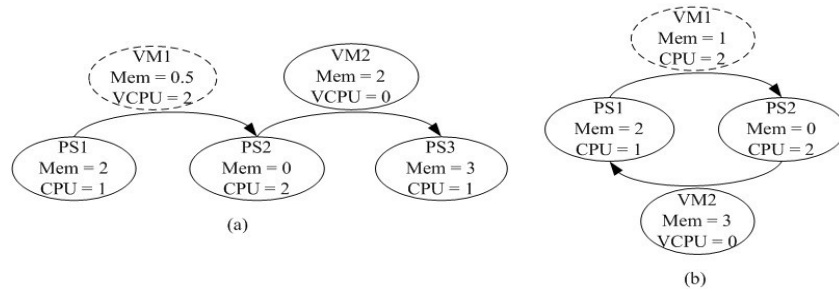 VM1
Mem = 0.5
VCPU = 2
VM2
Mem = 2
VCPU = 0
PS1
Mem = 2
CPU = 1
PS2
Mem = 0
CPU = 2
PS3
Mem = 3
CPU = 1
(a)
VM1
Mem = 1
CPU = 2
PS1
Mem = 2
CPU = 1
PS2
Mem = 0
CPU = 2
VM2
Mem = 3
VCPU = 0
(b)